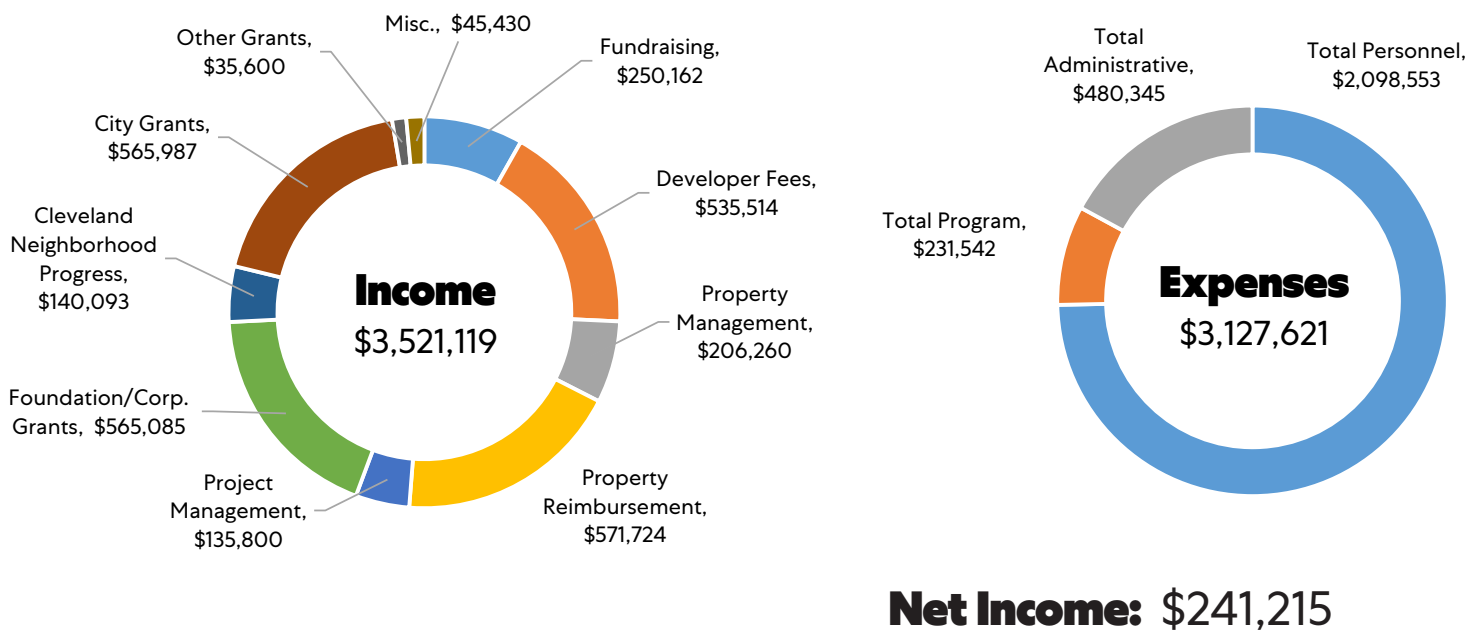 Misc., $45,430
Other Grants,
$35,600
Fundraising,
$250,162
City Grants,
$565,987
Developer Fees,
$535,514
Cleveland
Neighborhood
Progress,
$140,093
Income
$3,521,119
Property
Management,
$206,260
Foundation/Corp.
Grants, $565,085
Project
Management,
$135,800
Property
Reimbursement,
$571,724
Total
Administrative,
$480,345
Total Personnel,
$2,098,553
Total Program,
$231,542
Expenses
$3,127,621
Net Income: $241,215